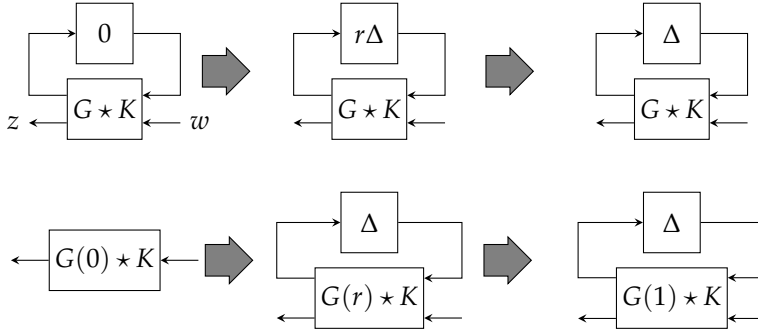 0 rΔ Δ
G ⋆ K G ⋆ K G ⋆ K
z w
Δ Δ
G(0) ⋆ K G(r) ⋆ K G(1) ⋆ K